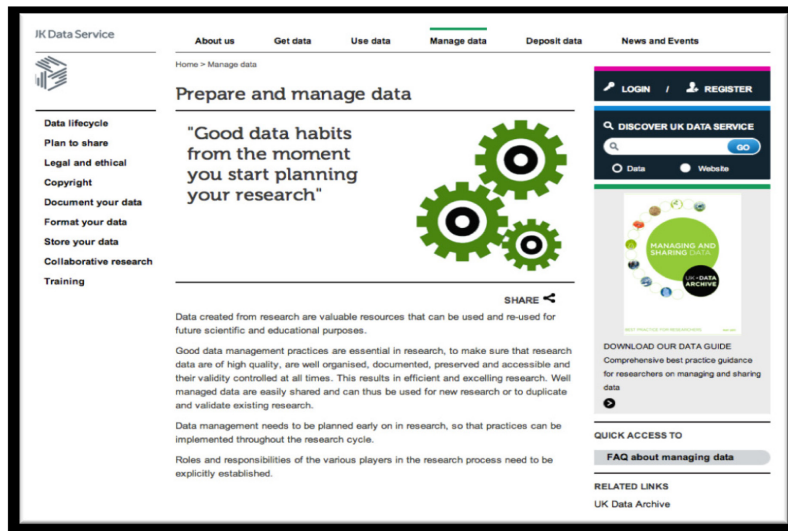 UK Data Service
About us Get data Use data Manage data Deposit data News and Events
Home > Manage data
Prepare and manage data
LOGIN / REGISTER
Data lifecycle
Plan to share
Legal and ethical
Copyright
Document your data
Format your data
Store your data
Collaborative research
Training
"Good data habits
from the moment
you start planning
your research"
SHARE
Data created from research are valuable resources that can be used and re-used for
future scientific and educational purposes.
Good data management practices are essential in research, to make sure that research
data are of high quality, are well organised, documented, preserved and accessible and
their validity controlled at all times. This results in efficient and excelling research. Well
managed data are easily shared and can thus be used for new research or to duplicate
and validate existing research.
Data management needs to be planned early on in research, so that practices can be
implemented throughout the research cycle.
Roles and responsibilities of the various players in the research process need to be
explicitly established.
DISCOVER UK DATA SERVICE
GO
Data Website
MANAGING AND
SHARING DATA
UK DATA
ARCHIVE
BEST PRACTICE FOR RESEARCHERS
DOWNLOAD OUR DATA GUIDE
Comprehensive best practice guidance
for researchers on managing and sharing
data
QUICK ACCESS TO
FAQ about managing data
RELATED LINKS
UK Data Archive